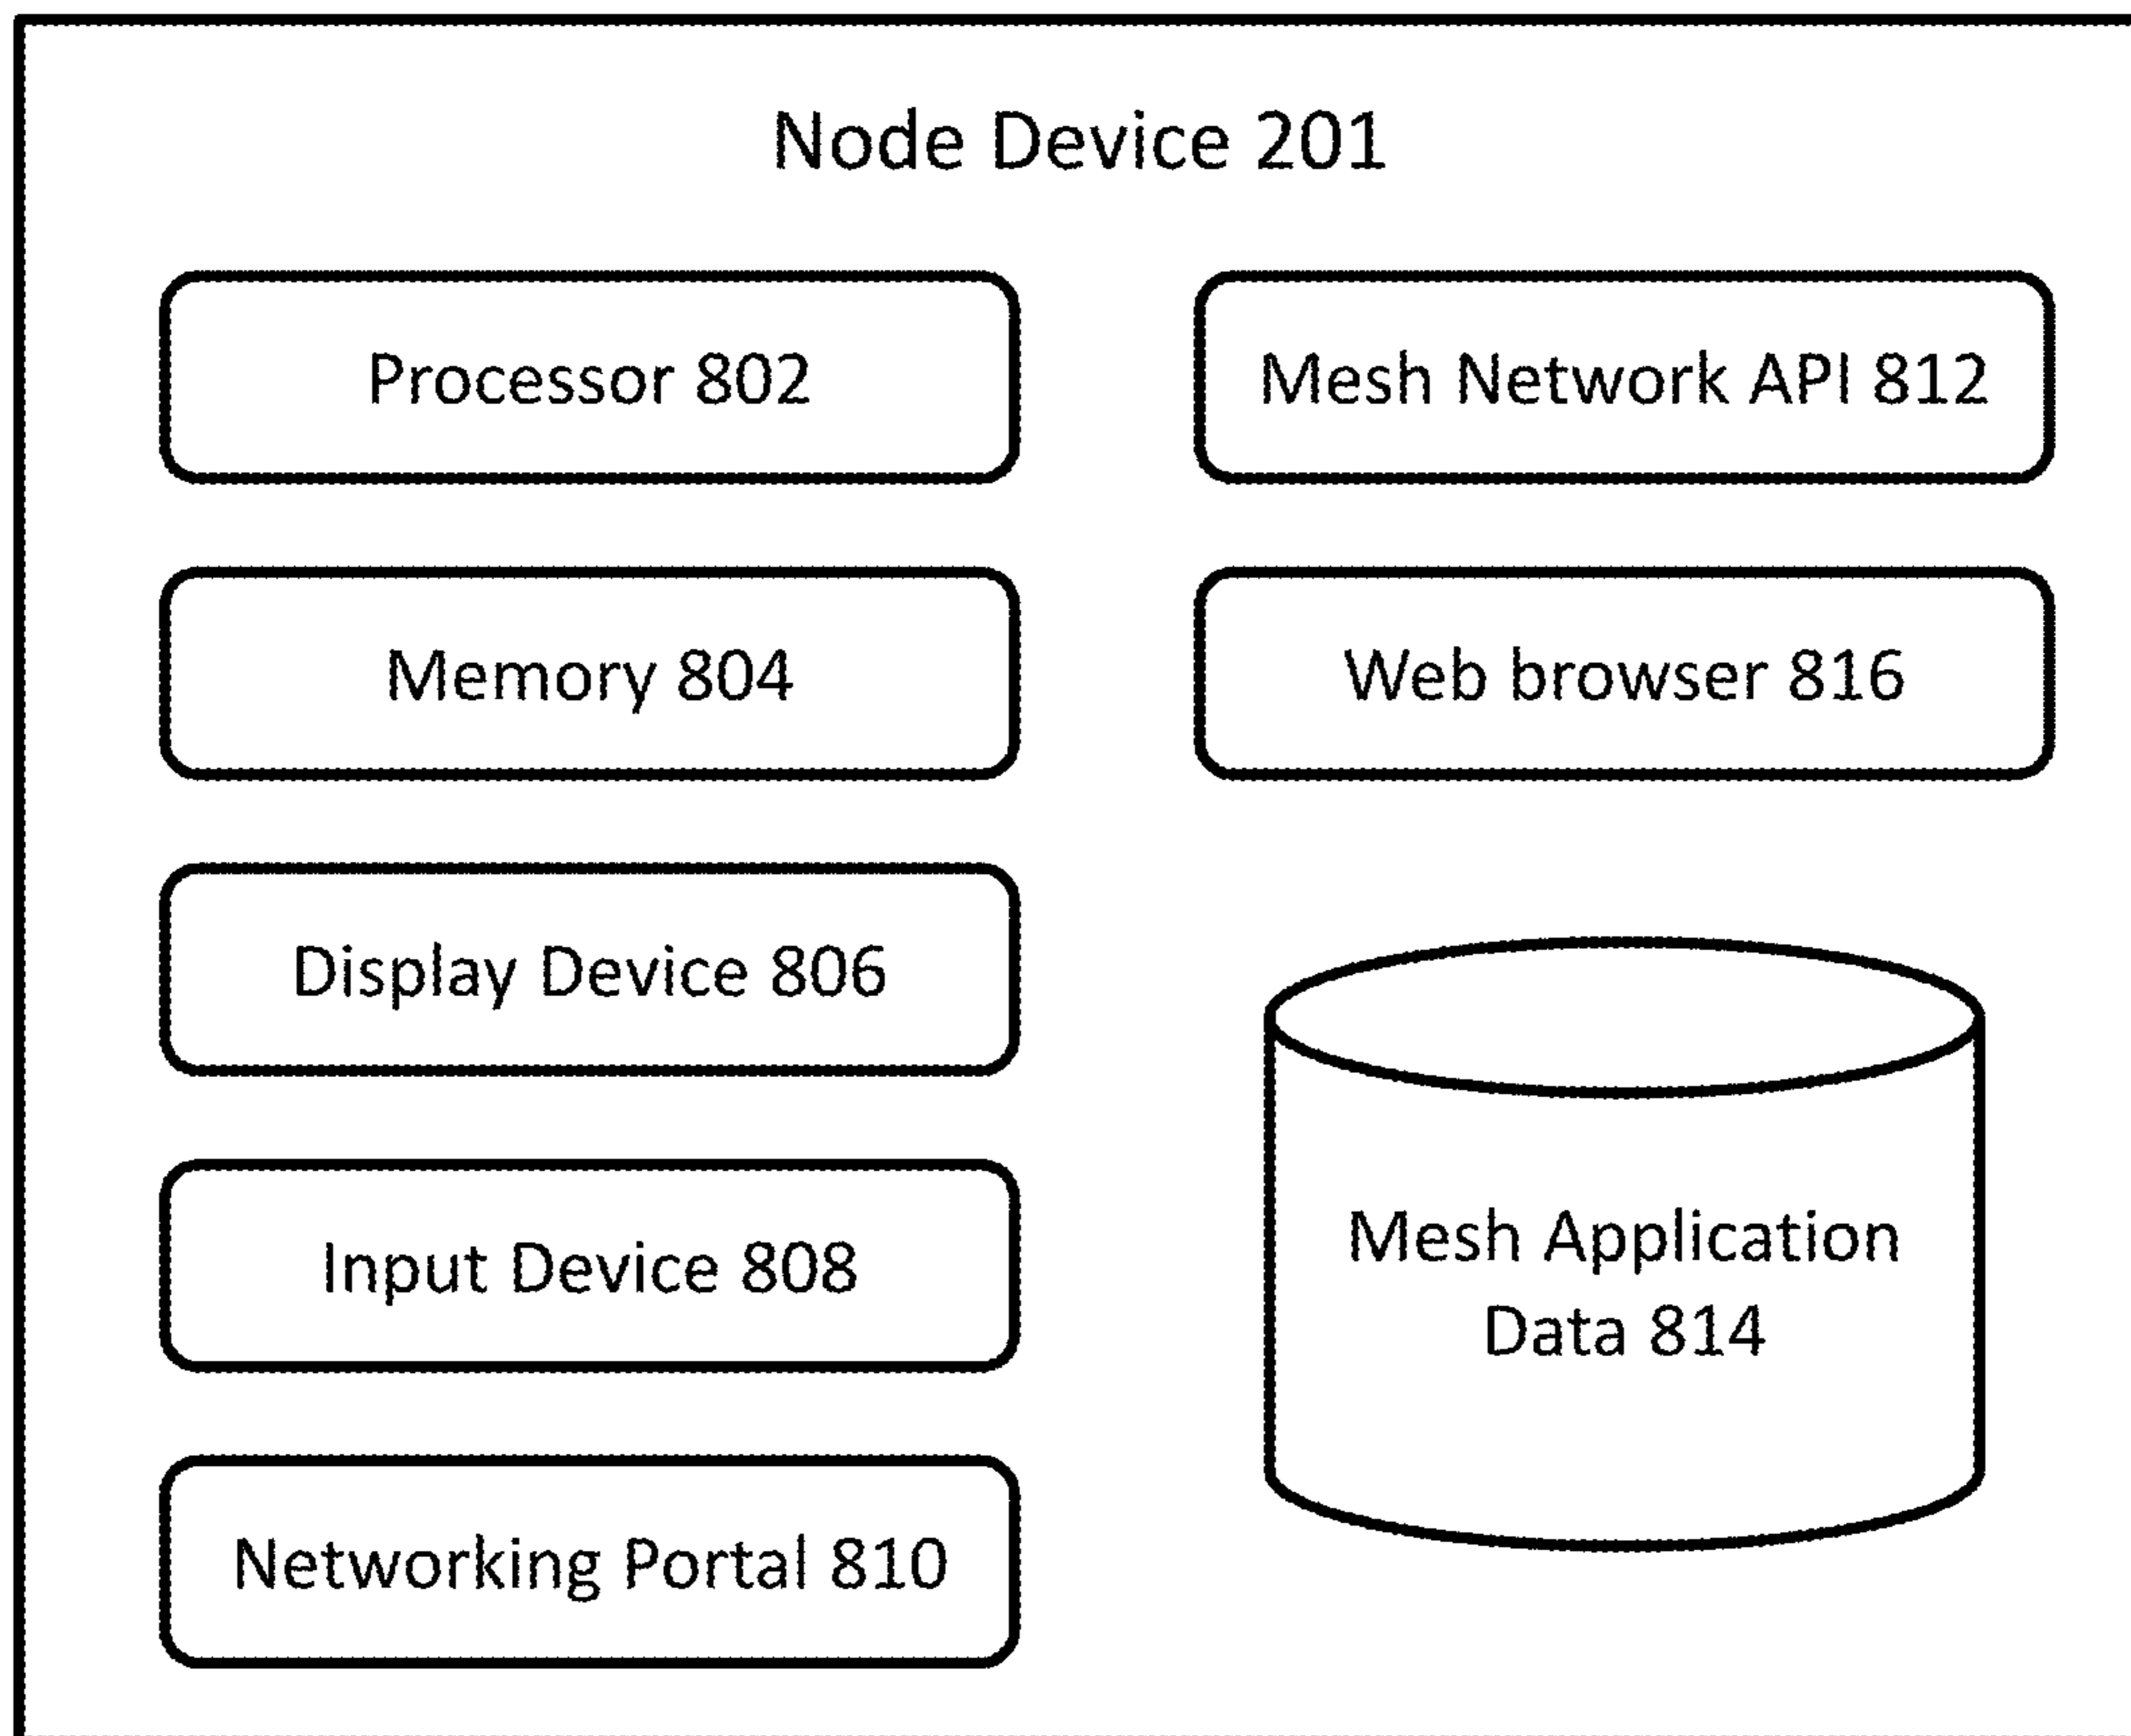 Node Device 201
Processor 802
Mesh Network API 812
Memory 804
Web browser 816
Display Device 806
Input Device 808
Mesh Application
Data 814
Networking Portal 810